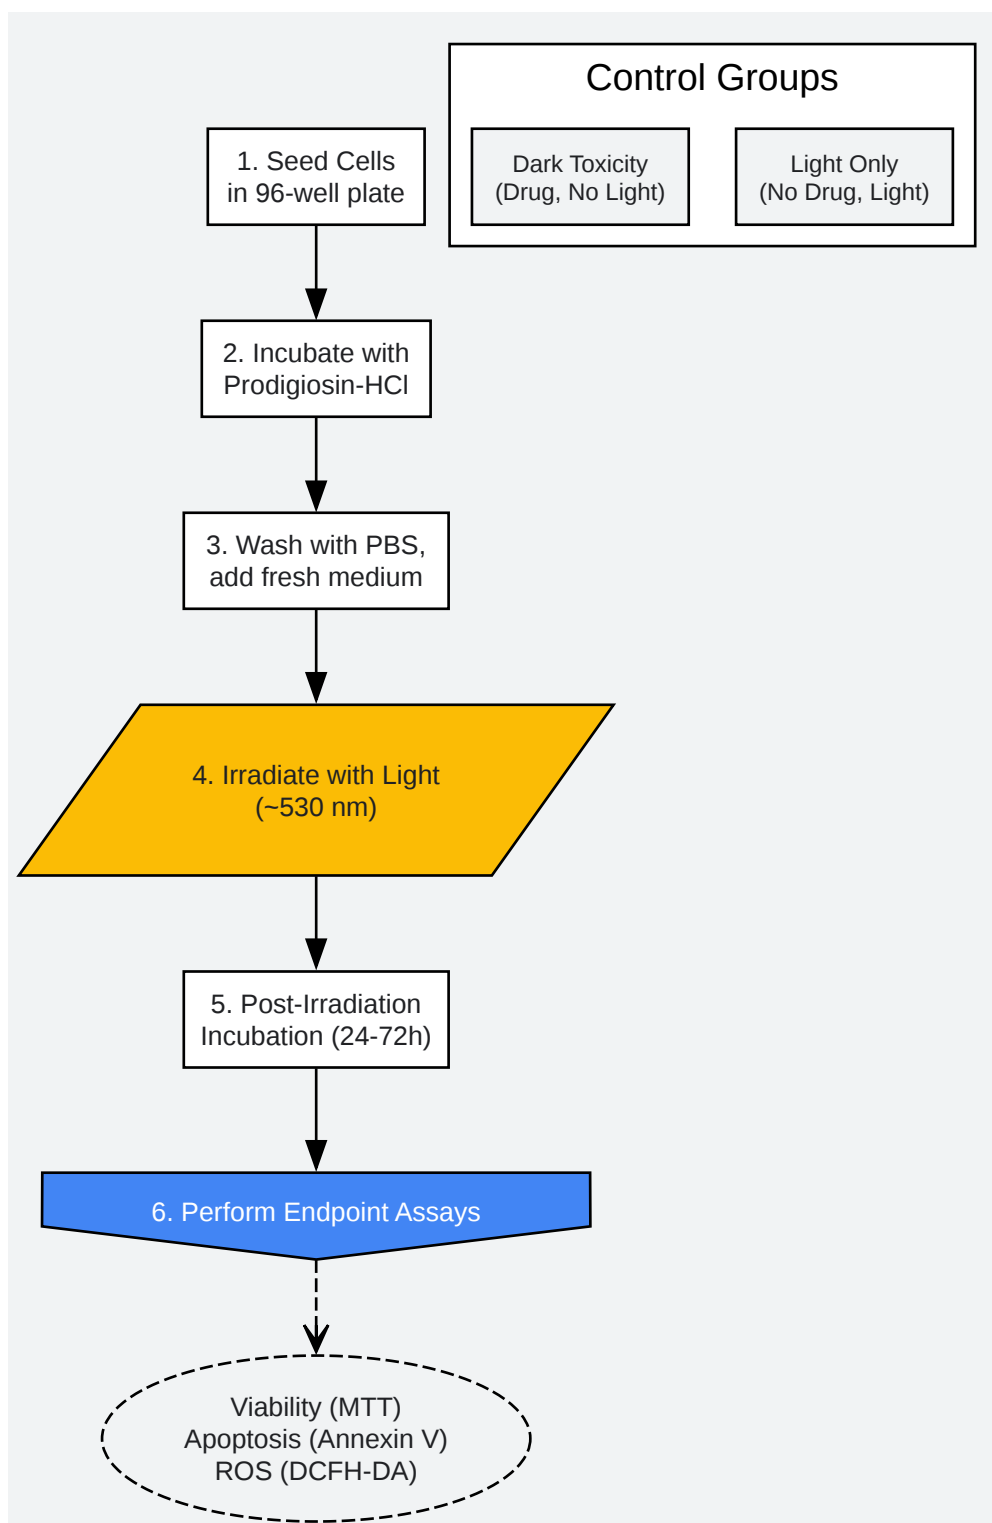 Control Groups
Dark Toxicity
(Drug, No Light)
Light Only
(No Drug, Light)
1. Seed Cells
in 96-well plate
2. Incubate with
Prodigiosin-HCl
3. Wash with PBS,
add fresh medium
4. Irradiate with Light
(~530 nm)
5. Post-Irradiation
Incubation (24-72h)
6. Perform Endpoint Assays
Viability (MTT)
Apoptosis (Annexin V)
ROS (DCFH-DA)